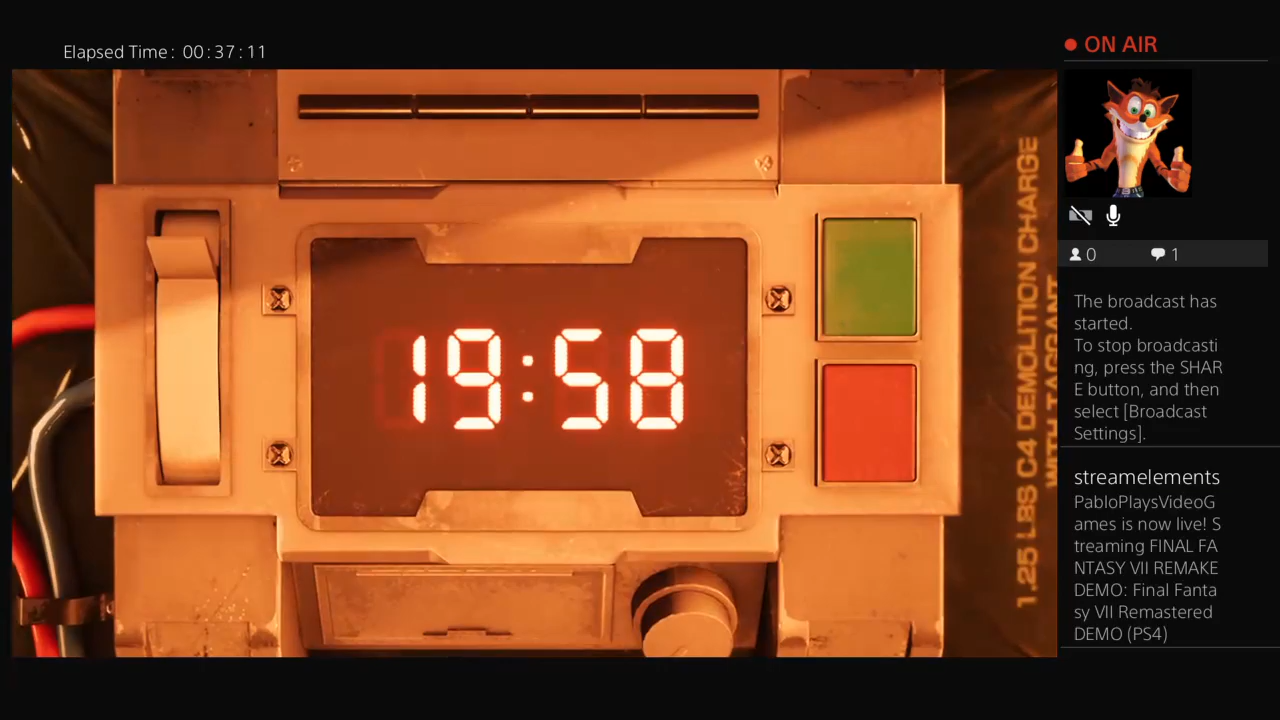 Elapsed Time: 00:37:11
ON AIR
1.25 LBS C4 DEMOLITION CHARGE
WITH TAGGANT
19:58
0
1
The broadcast has
started.
To stop broadcasti
ng, press the SHAR
E button, and then
select [Broadcast
Settings].
streamelements
PabloPlaysVideoG
ames is now live! S
treaming FINAL FA
NTASY VII REMAKE
DEMO: Final Fanta
sy VII Remastered
DEMO (PS4)